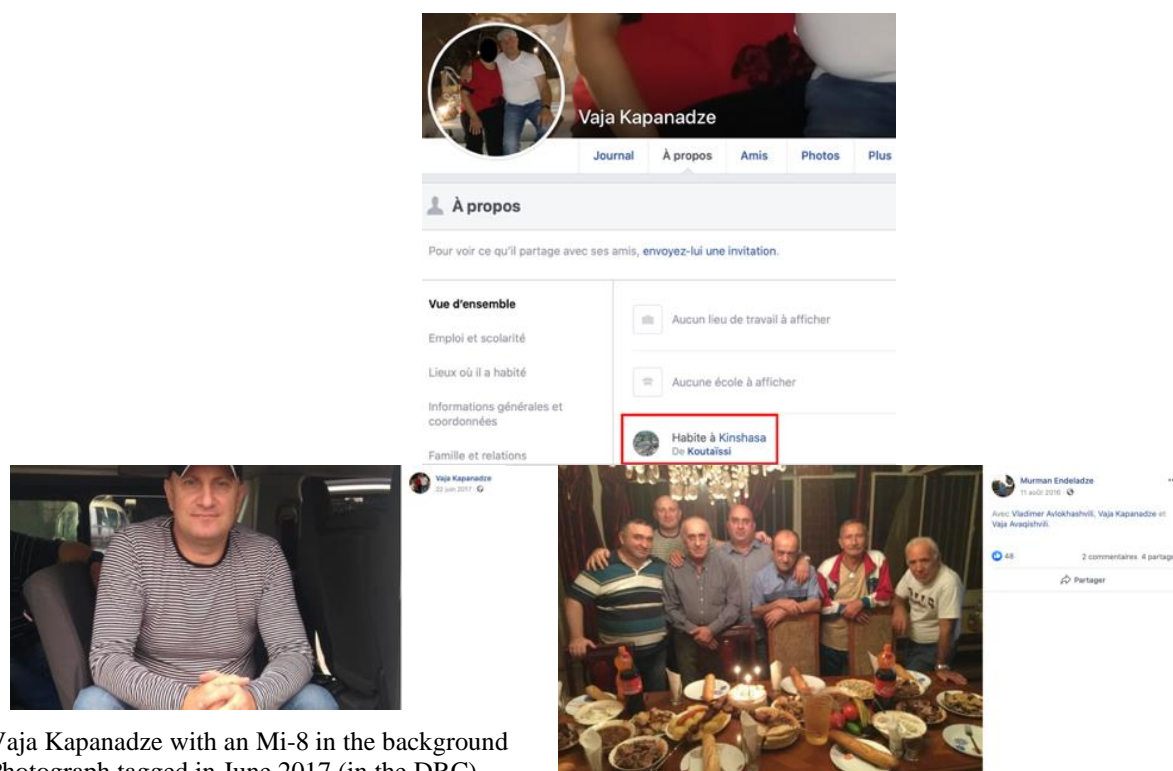 Vaja Kapanadze
Journal À propos Amis Photos Plus
À propos
Pour voir ce qu'il partage avec ses amis, envoyez-lui une invitation.
Vue d'ensemble
Emploi et scolarité
Lieux où il a habité
Informations générales et
coordonnées
Famille et relations
Aucun lieu de travail à afficher
Aucune école à afficher
Habite à Kinshasa
De Koutaïssi
Vaja Kapanadze
22 juin 2017
Murman Endeladze
11 août 2016
Avec Vladimer Avlokhashvili, Vaja Kapanadze et
Vaja Avaqishvili.
48 2 commentaires 4 partage
Partager
Vaja Kapanadze with an Mi-8 in the background
Photograph tagged in June 2017 (in the DRC)